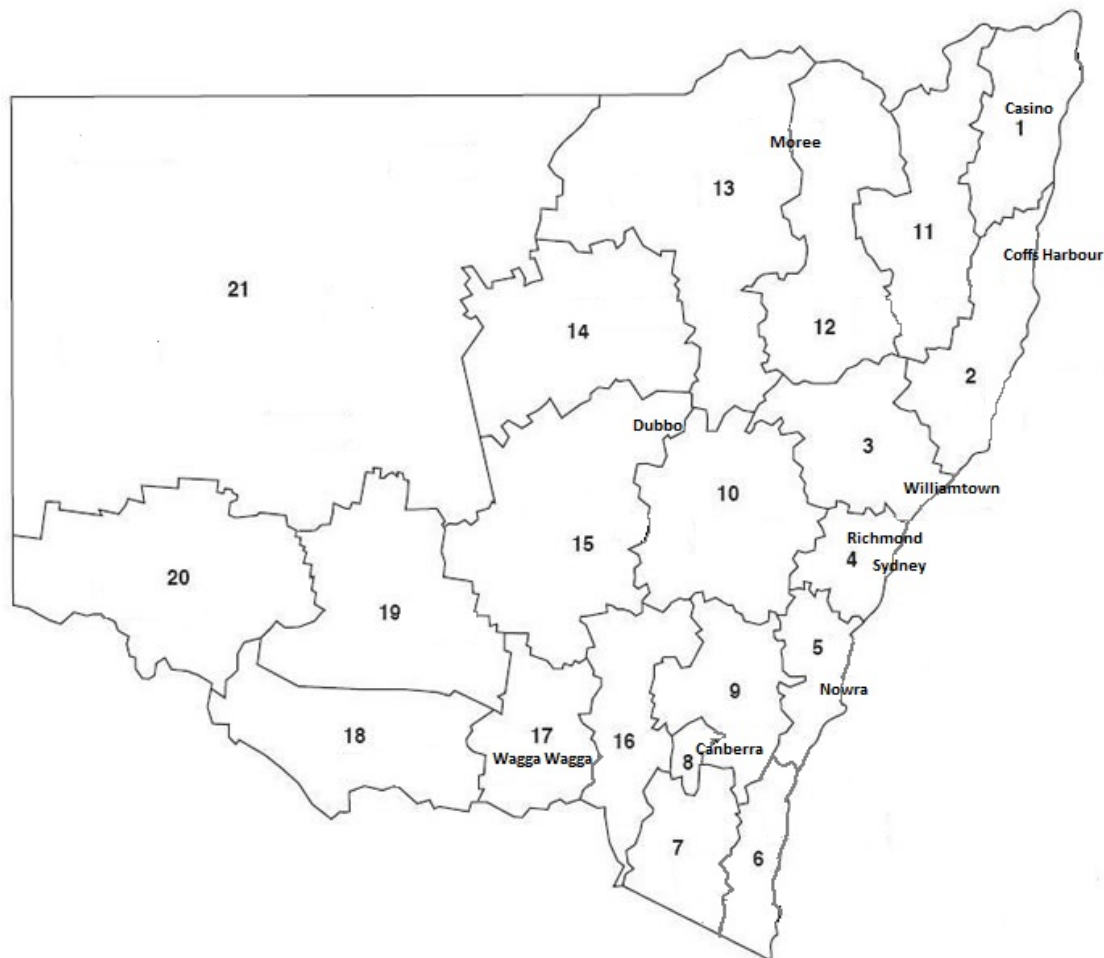 Casino
1
Moree
13
11
Coffs Harbour
21
14
12
2
Dubbo
3
10
Williamtown
15
Richmond
4
Sydney
20
19
5
9
Nowra
18
17
16
Canberra
Wagga Wagga
8
7
6